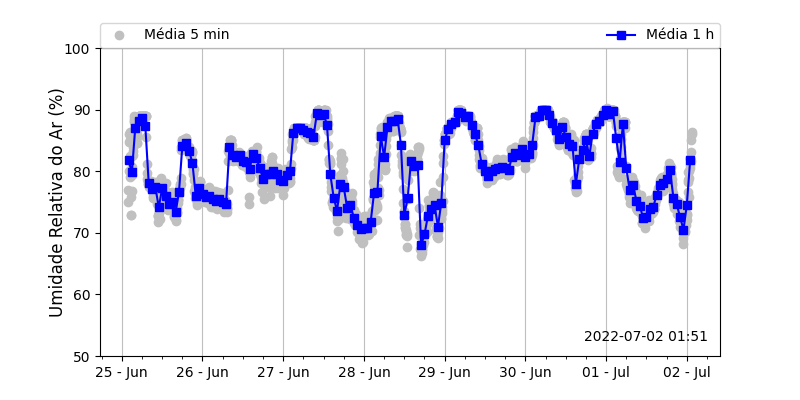 Média 5 min
Média 1 h
Umidade Relativa do Ar (%)
100
90
80
70
60
50
2022-07-02 01:51
25 - Jun
26 - Jun
27 - Jun
28 - Jun
29 - Jun
30 - Jun
01 - Jul
02 - Jul